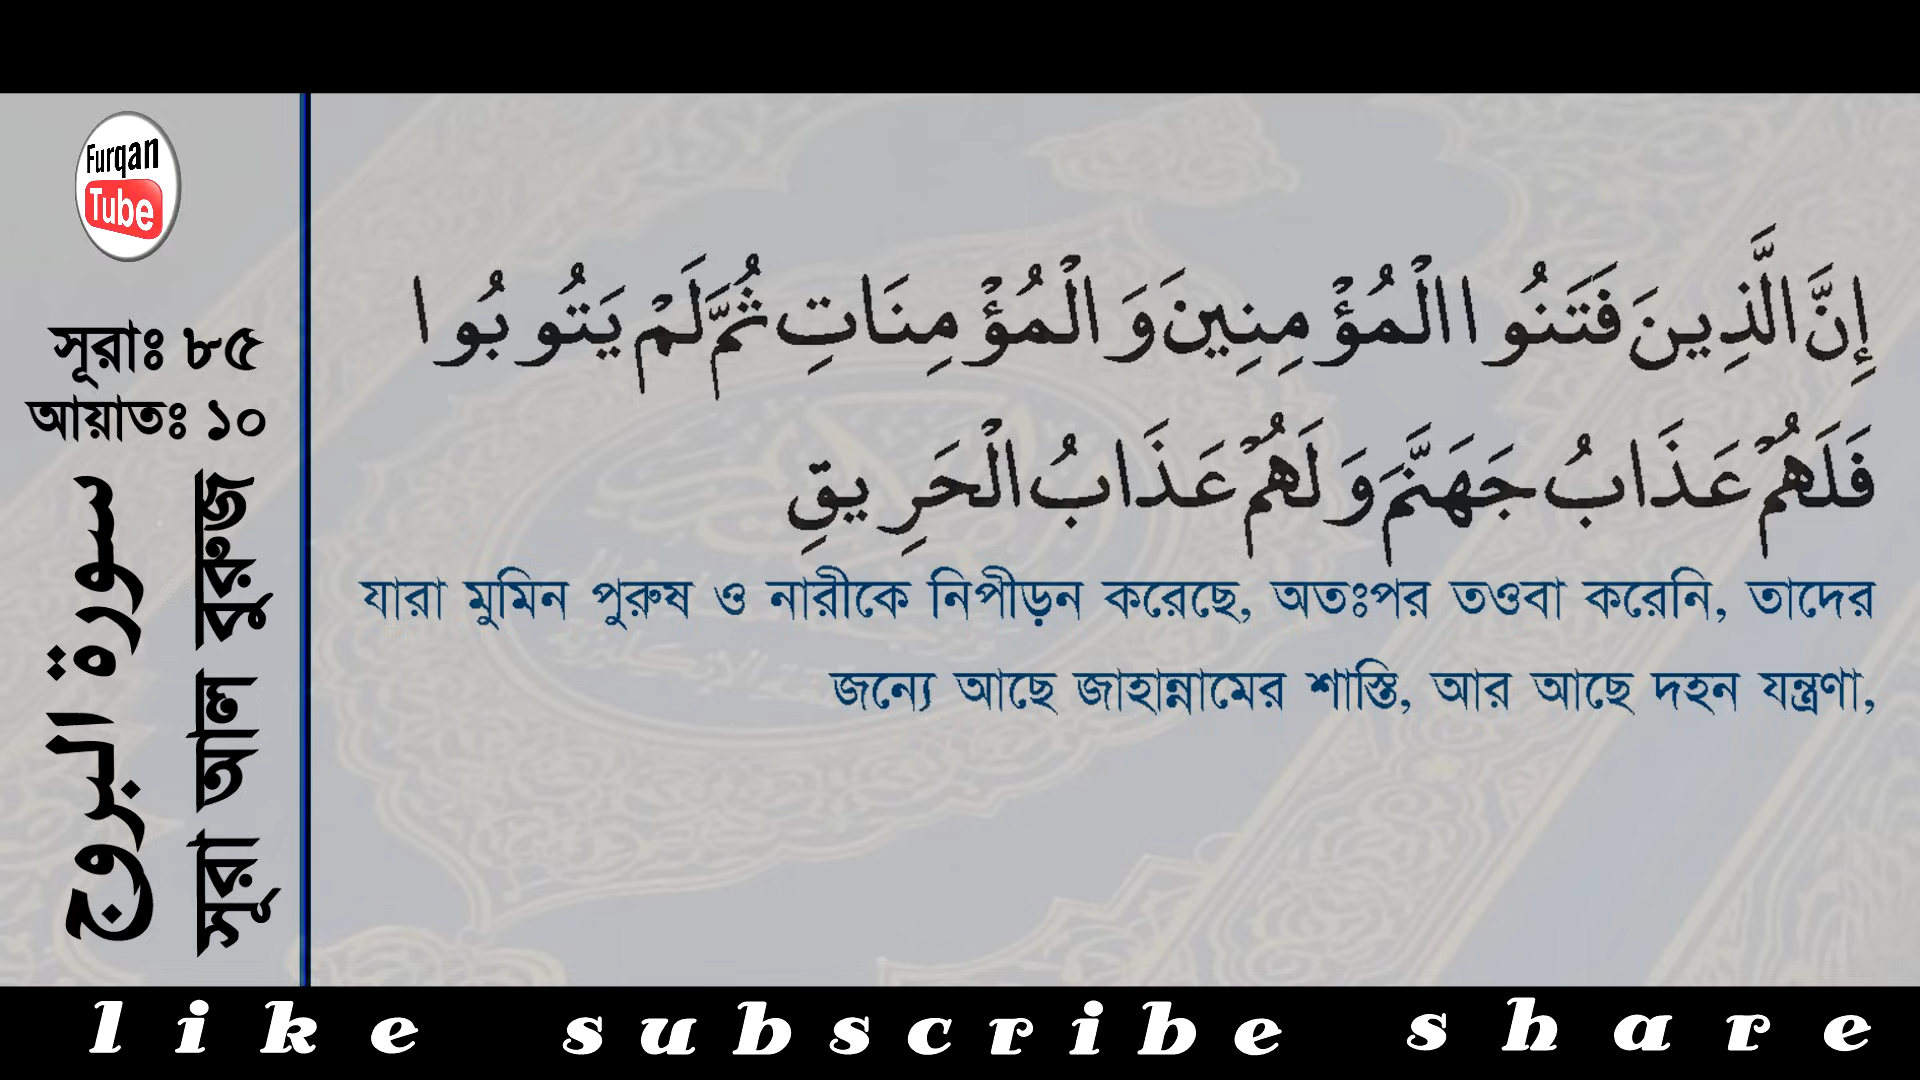 Furqan
Tube
সূরাঃ ৮৫
আয়াতঃ ১০
سورة البروج
সূরা আল বুরুজ
إِنَّ الَّذِينَ فَتَنُوا الْمُؤْمِنِينَ وَالْمُؤْمِنَاتِ ثُمَّ لَمْ يَتُوبُوا
فَلَهُمْ عَذَابُ جَهَنَّمَ وَلَهُمْ عَذَابُ الْحَرِيقِ
যারা মুমিন পুরুষ ও নারীকে নিপীড়ন করেছে, অতঃপর তওবা করেনি, তাদের
জন্যে আছে জাহান্নামের শাস্তি, আর আছে দহন যন্ত্রণা,
like subscribe share